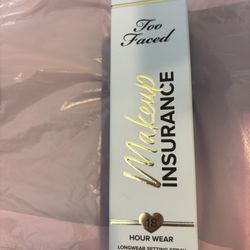 Too
Faced
Makeup
INSURANCE
HOUR WEAR
LONGWEAR SETTING SPRAY